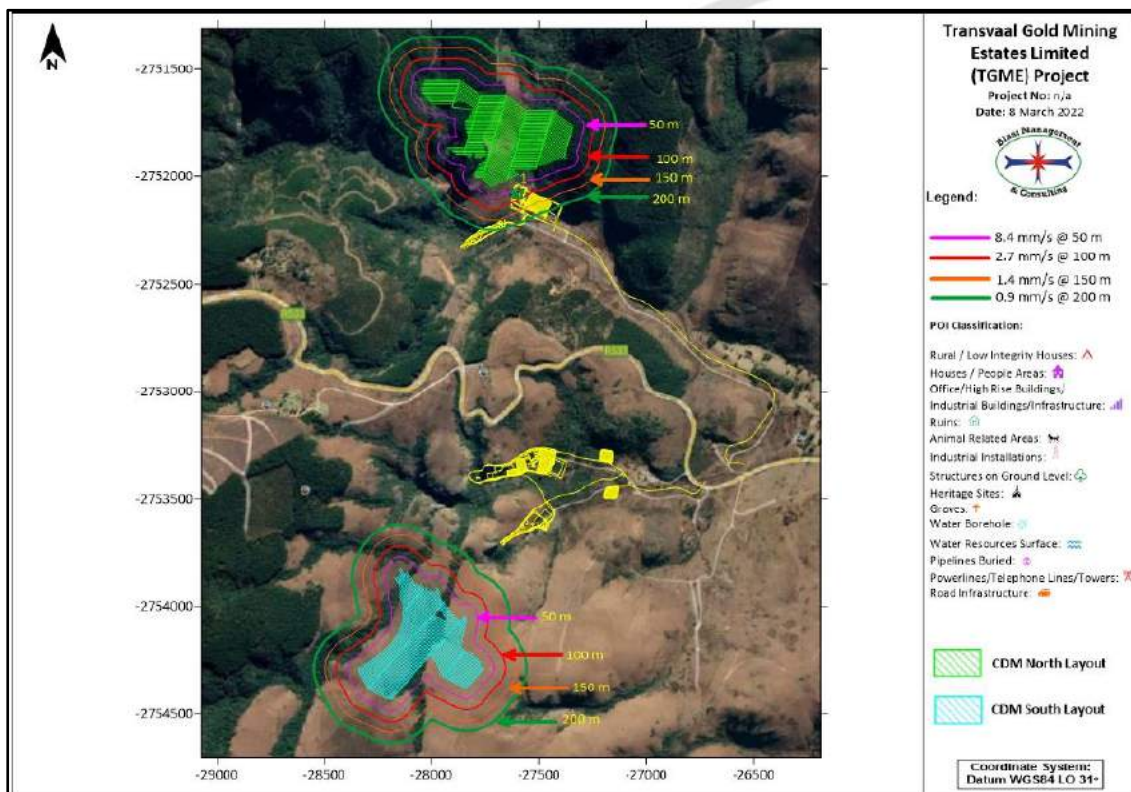 Transvaal Gold Mining
Estates Limited
(TGME) Project
Project No: n/a
Date: 8 March 2022
Blast Management
& Consulting
Legend:
8.4 mm/s @ 50 m
2.7 mm/s @ 100 m
1.4 mm/s @ 150 m
0.9 mm/s @ 200 m
POI Classification:
Rural / Low Integrity Houses:
Houses / People Areas:
Office/High Rise Buildings/
Industrial Buildings/Infrastructure:
Ruins:
Animal Related Areas:
Industrial Installations:
Structures on Ground Level:
Heritage Sites:
Graves:
Water Borehole:
Water Resources Surface:
Pipelines Buried:
Powerlines/Telephone Lines/Towers:
Road Infrastructure:
CDM North Layout
CDM South Layout
Coordinate System:
Datum WGS84 LO 31°
N
-2751500
-2752000
-2752500
-2753000
-2753500
-2754000
-2754500
50 m
100 m
150 m
200 m
1
50 m
100 m
150 m
200 m
-29000
-28500
-28000
-27500
-27000
-26500